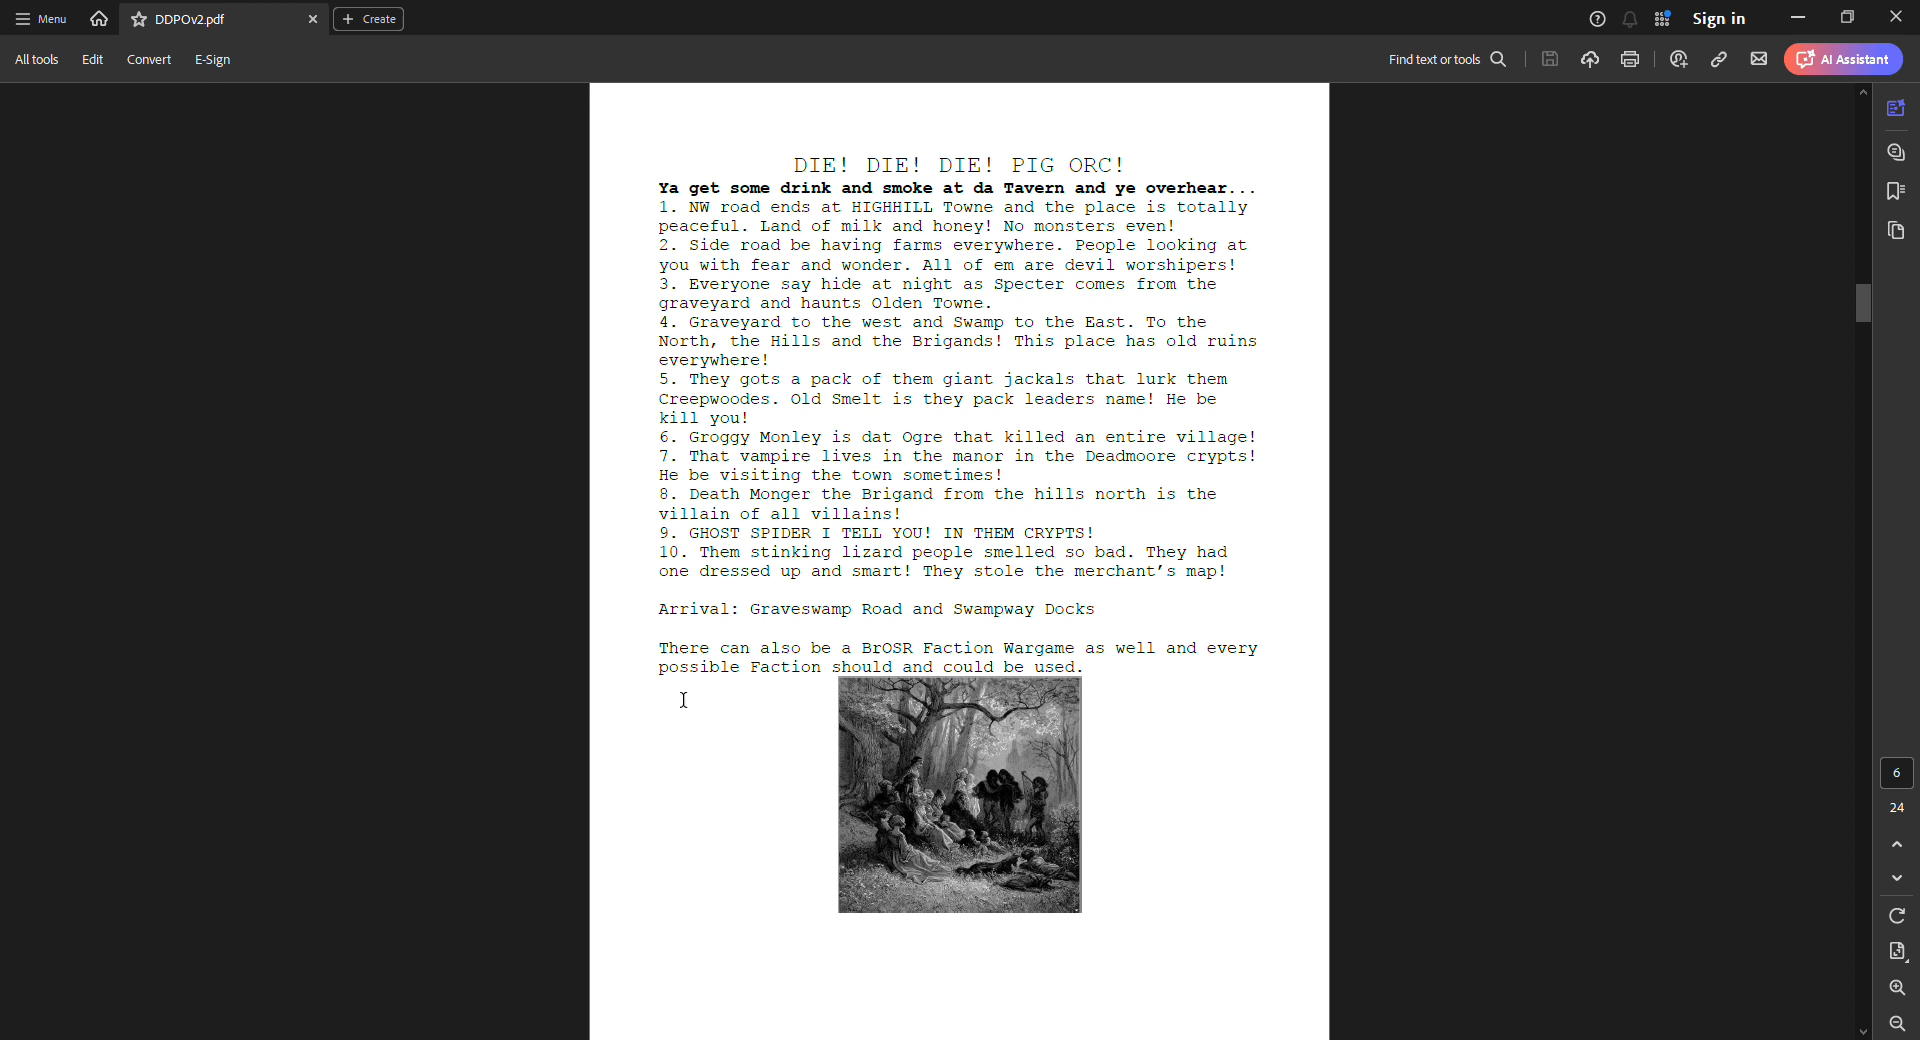 Menu
DDPOv2.pdf
Create
Sign in
All tools
Edit
Convert
E-Sign
Find text or tools
AI Assistant
DIE! DIE! DIE! PIG ORC!
Ya get some drink and smoke at da Tavern and ye overhear...
1. NW road ends at HIGHHILL Towne and the place is totally
peaceful. Land of milk and honey! No monsters even!
2. Side road be having farms everywhere. People looking at
you with fear and wonder. All of em are devil worshipers!
3. Everyone say hide at night as Specter comes from the
graveyard and haunts Olden Towne.
4. Graveyard to the west and Swamp to the East. To the
North, the Hills and the Brigands! This place has old ruins
everywhere!
5. They gots a pack of them giant jackals that lurk them
Creepwoodes. Old Smelt is they pack leaders name! He be
kill you!
6. Groggy Monley is dat Ogre that killed an entire village!
7. That vampire lives in the manor in the Deadmoore crypts!
He be visiting the town sometimes!
8. Death Monger the Brigand from the hills north is the
villain of all villains!
9. GHOST SPIDER I TELL YOU! IN THEM CRYPTS!
10. Them stinking lizard people smelled so bad. They had
one dressed up and smart! They stole the merchant’s map!
Arrival: Graveswamp Road and Swampway Docks
There can also be a BrOSR Faction Wargame as well and every
possible Faction should and could be used.
6
24